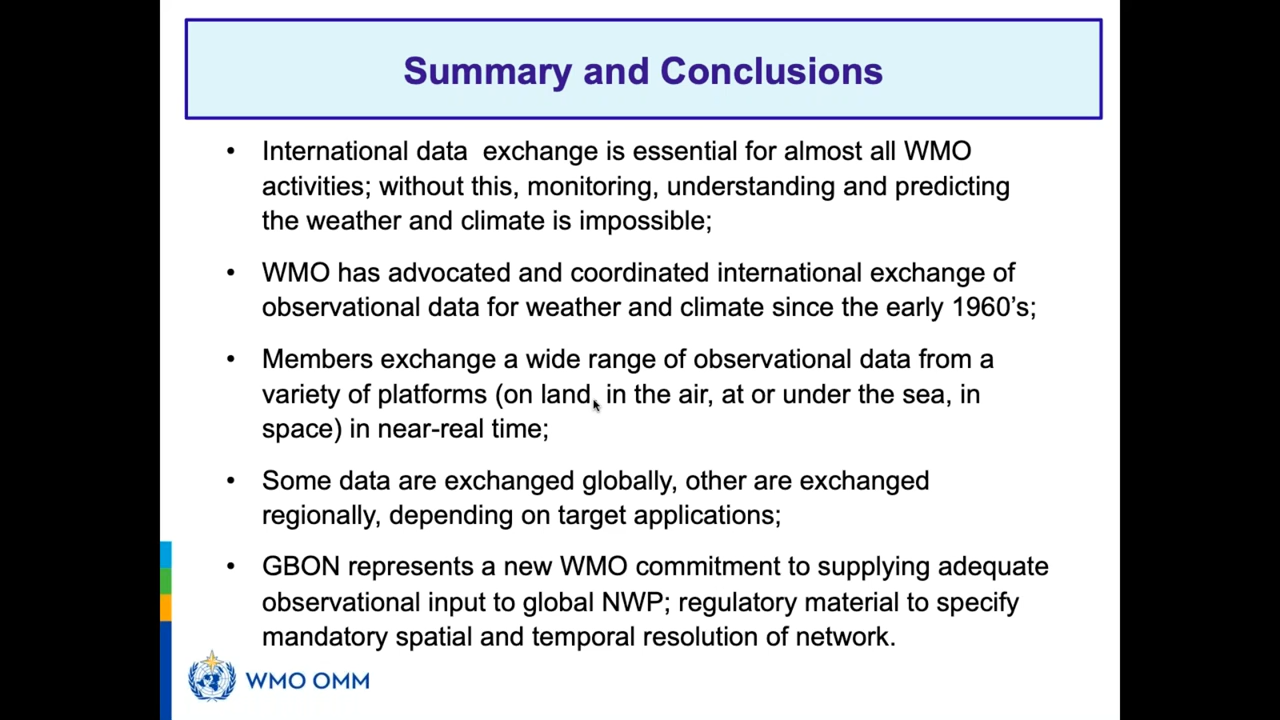 Summary and Conclusions
• International data  exchange is essential for almost all WMO
activities; without this, monitoring, understanding and predicting
the weather and climate is impossible;
• WMO has advocated and coordinated international exchange of
observational data for weather and climate since the early 1960’s;
• Members exchange a wide range of observational data from a
variety of platforms (on land, in the air, at or under the sea, in
space) in near-real time;
• Some data are exchanged globally, other are exchanged
regionally, depending on target applications;
• GBON represents a new WMO commitment to supplying adequate
observational input to global NWP; regulatory material to specify
mandatory spatial and temporal resolution of network.
WMO OMM